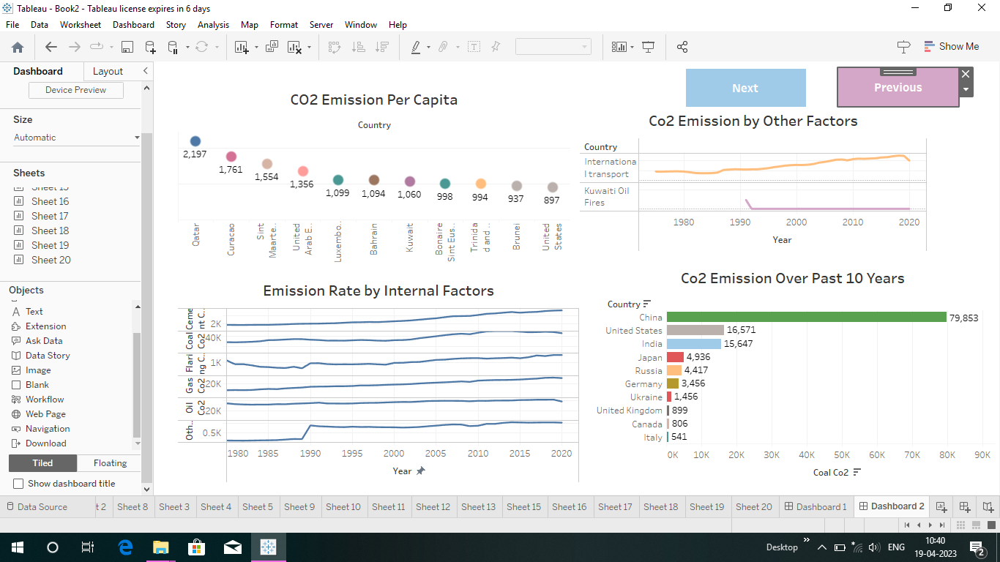 Tableau - Book2 - Tableau license expires in 6 days
File Data Worksheet Dashboard Story Analysis Map Format Server Window Help
Show Me
Dashboard Layout
Device Preview
Size
Automatic
Sheets
Sheet 15
Sheet 16
Sheet 17
Sheet 18
Sheet 19
Sheet 20
Objects
Text
Extension
Ask Data
Data Story
Image
Blank
Workflow
Web Page
Navigation
Download
Tiled Floating
Show dashboard title
Next
Previous
CO2 Emission Per Capita
Country
2,197
1,761
1,554
1,356
1,099
1,094
1,060
998
994
937
897
Qatar
Curacao
Sint
Maarte..
United
Arab E..
Luxembo..
Bahrain
Kuwait
Bonaire
Sint Eus..
Trinida
d and ..
Brunei
United
States
Co2 Emission by Other Factors
Country
Internationa
l transport
Kuwaiti Oil
Fires
1980 1990 2000 2010 2020
Year
Emission Rate by Internal Factors
Ceme
nt C..
2K
Coal
Co2
40K
Flari
ng C..
1K
Gas
Co2
20K
Oil
Co2
20K
Oth..
0.5K
1980 1985 1990 1995 2000 2005 2010 2015 2020
Year
Co2 Emission Over Past 10 Years
Country
China 79,853
United States 16,571
India 15,647
Japan 4,936
Russia 4,417
Germany 3,456
Ukraine 1,456
United Kingdom 899
Canada 806
Italy 541
0K 10K 20K 30K 40K 50K 60K 70K 80K 90K
Coal Co2
Data Source t 2 Sheet 8 Sheet 3 Sheet 4 Sheet 5 Sheet 9 Sheet 10 Sheet 11 Sheet 12 Sheet 13 Sheet 15 Sheet 16 Sheet 17 Sheet 18 Sheet 19 Sheet 20 Dashboard 1 Dashboard 2
Desktop ENG 10:40
19-04-2023 2